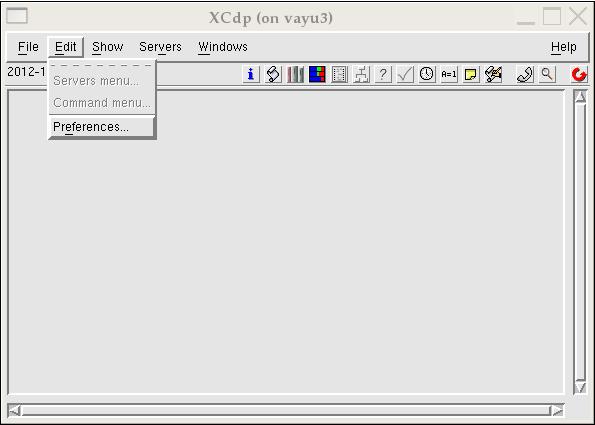 XCdp (on vayu3)
File Edit Show Servers Windows Help
2012-1
i ? A=1
Servers menu...
Command menu...
Preferences...